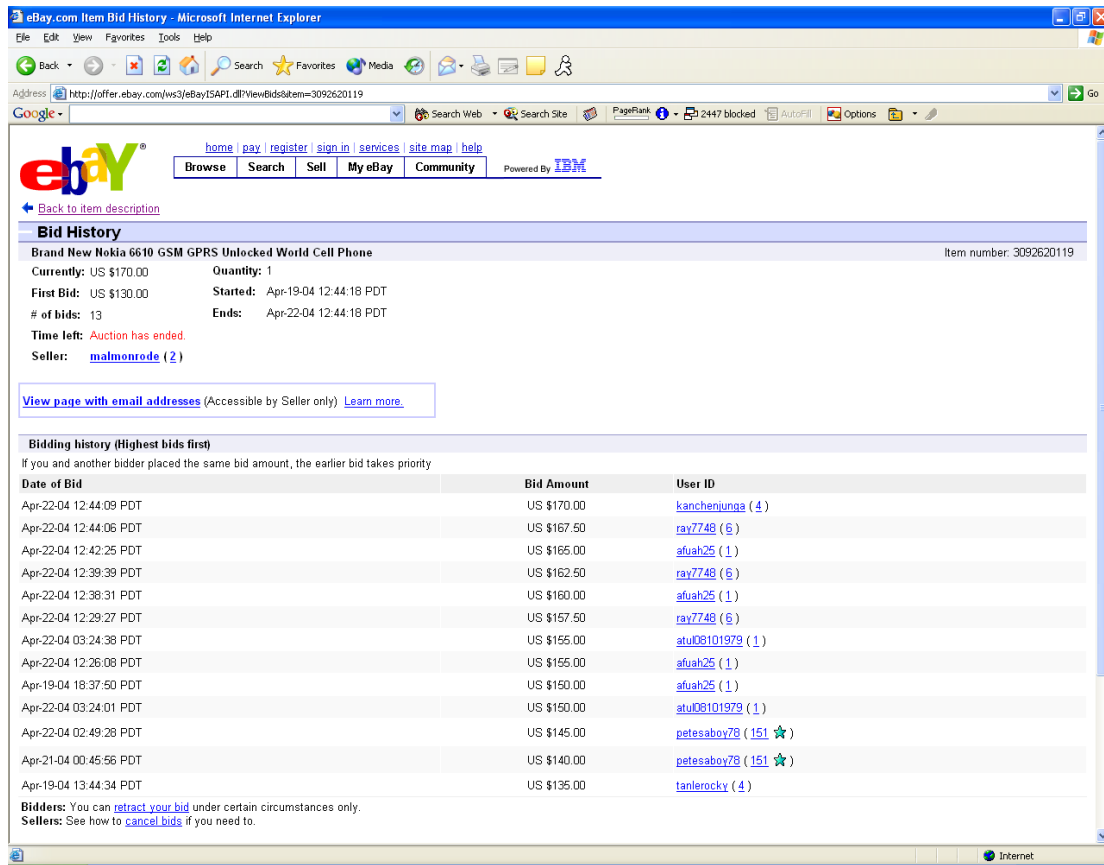 eBay.com Item Bid History - Microsoft Internet Explorer
File Edit View Favorites Tools Help
Back Search Favorites Media
Address http://offer.ebay.com/ws3/eBayISAPI.dll?ViewBids&item=3092620119 Go
Google Search Web Search Site PageRank 2447 blocked AutoFill Options
ebaY®
home | pay | register | sign in | services | site map | help
Browse Search Sell My eBay Community Powered By IBM
Back to item description
Bid History
Brand New Nokia 6610 GSM GPRS Unlocked World Cell Phone Item number: 3092620119
Currently: US $170.00 Quantity: 1
First Bid: US $130.00 Started: Apr-19-04 12:44:18 PDT
# of bids: 13 Ends: Apr-22-04 12:44:18 PDT
Time left: Auction has ended.
Seller: malmonrode (2)
View page with email addresses (Accessible by Seller only) Learn more.
Bidding history (Highest bids first)
If you and another bidder placed the same bid amount, the earlier bid takes priority
Date of Bid Bid Amount User ID
Apr-22-04 12:44:09 PDT US $170.00 kanchenjunga (4)
Apr-22-04 12:44:06 PDT US $167.50 ray7748 (6)
Apr-22-04 12:42:25 PDT US $165.00 afuah25 (1)
Apr-22-04 12:39:39 PDT US $162.50 ray7748 (6)
Apr-22-04 12:38:31 PDT US $160.00 afuah25 (1)
Apr-22-04 12:29:27 PDT US $157.50 ray7748 (6)
Apr-22-04 03:24:38 PDT US $155.00 atul08101979 (1)
Apr-22-04 12:26:08 PDT US $155.00 afuah25 (1)
Apr-19-04 18:37:50 PDT US $150.00 afuah25 (1)
Apr-22-04 03:24:01 PDT US $150.00 atul08101979 (1)
Apr-22-04 02:49:28 PDT US $145.00 petesaboy78 (151)
Apr-21-04 00:45:56 PDT US $140.00 petesaboy78 (151)
Apr-19-04 13:44:34 PDT US $135.00 tanlerocky (4)
Bidders: You can retract your bid under certain circumstances only.
Sellers: See how to cancel bids if you need to.
Internet